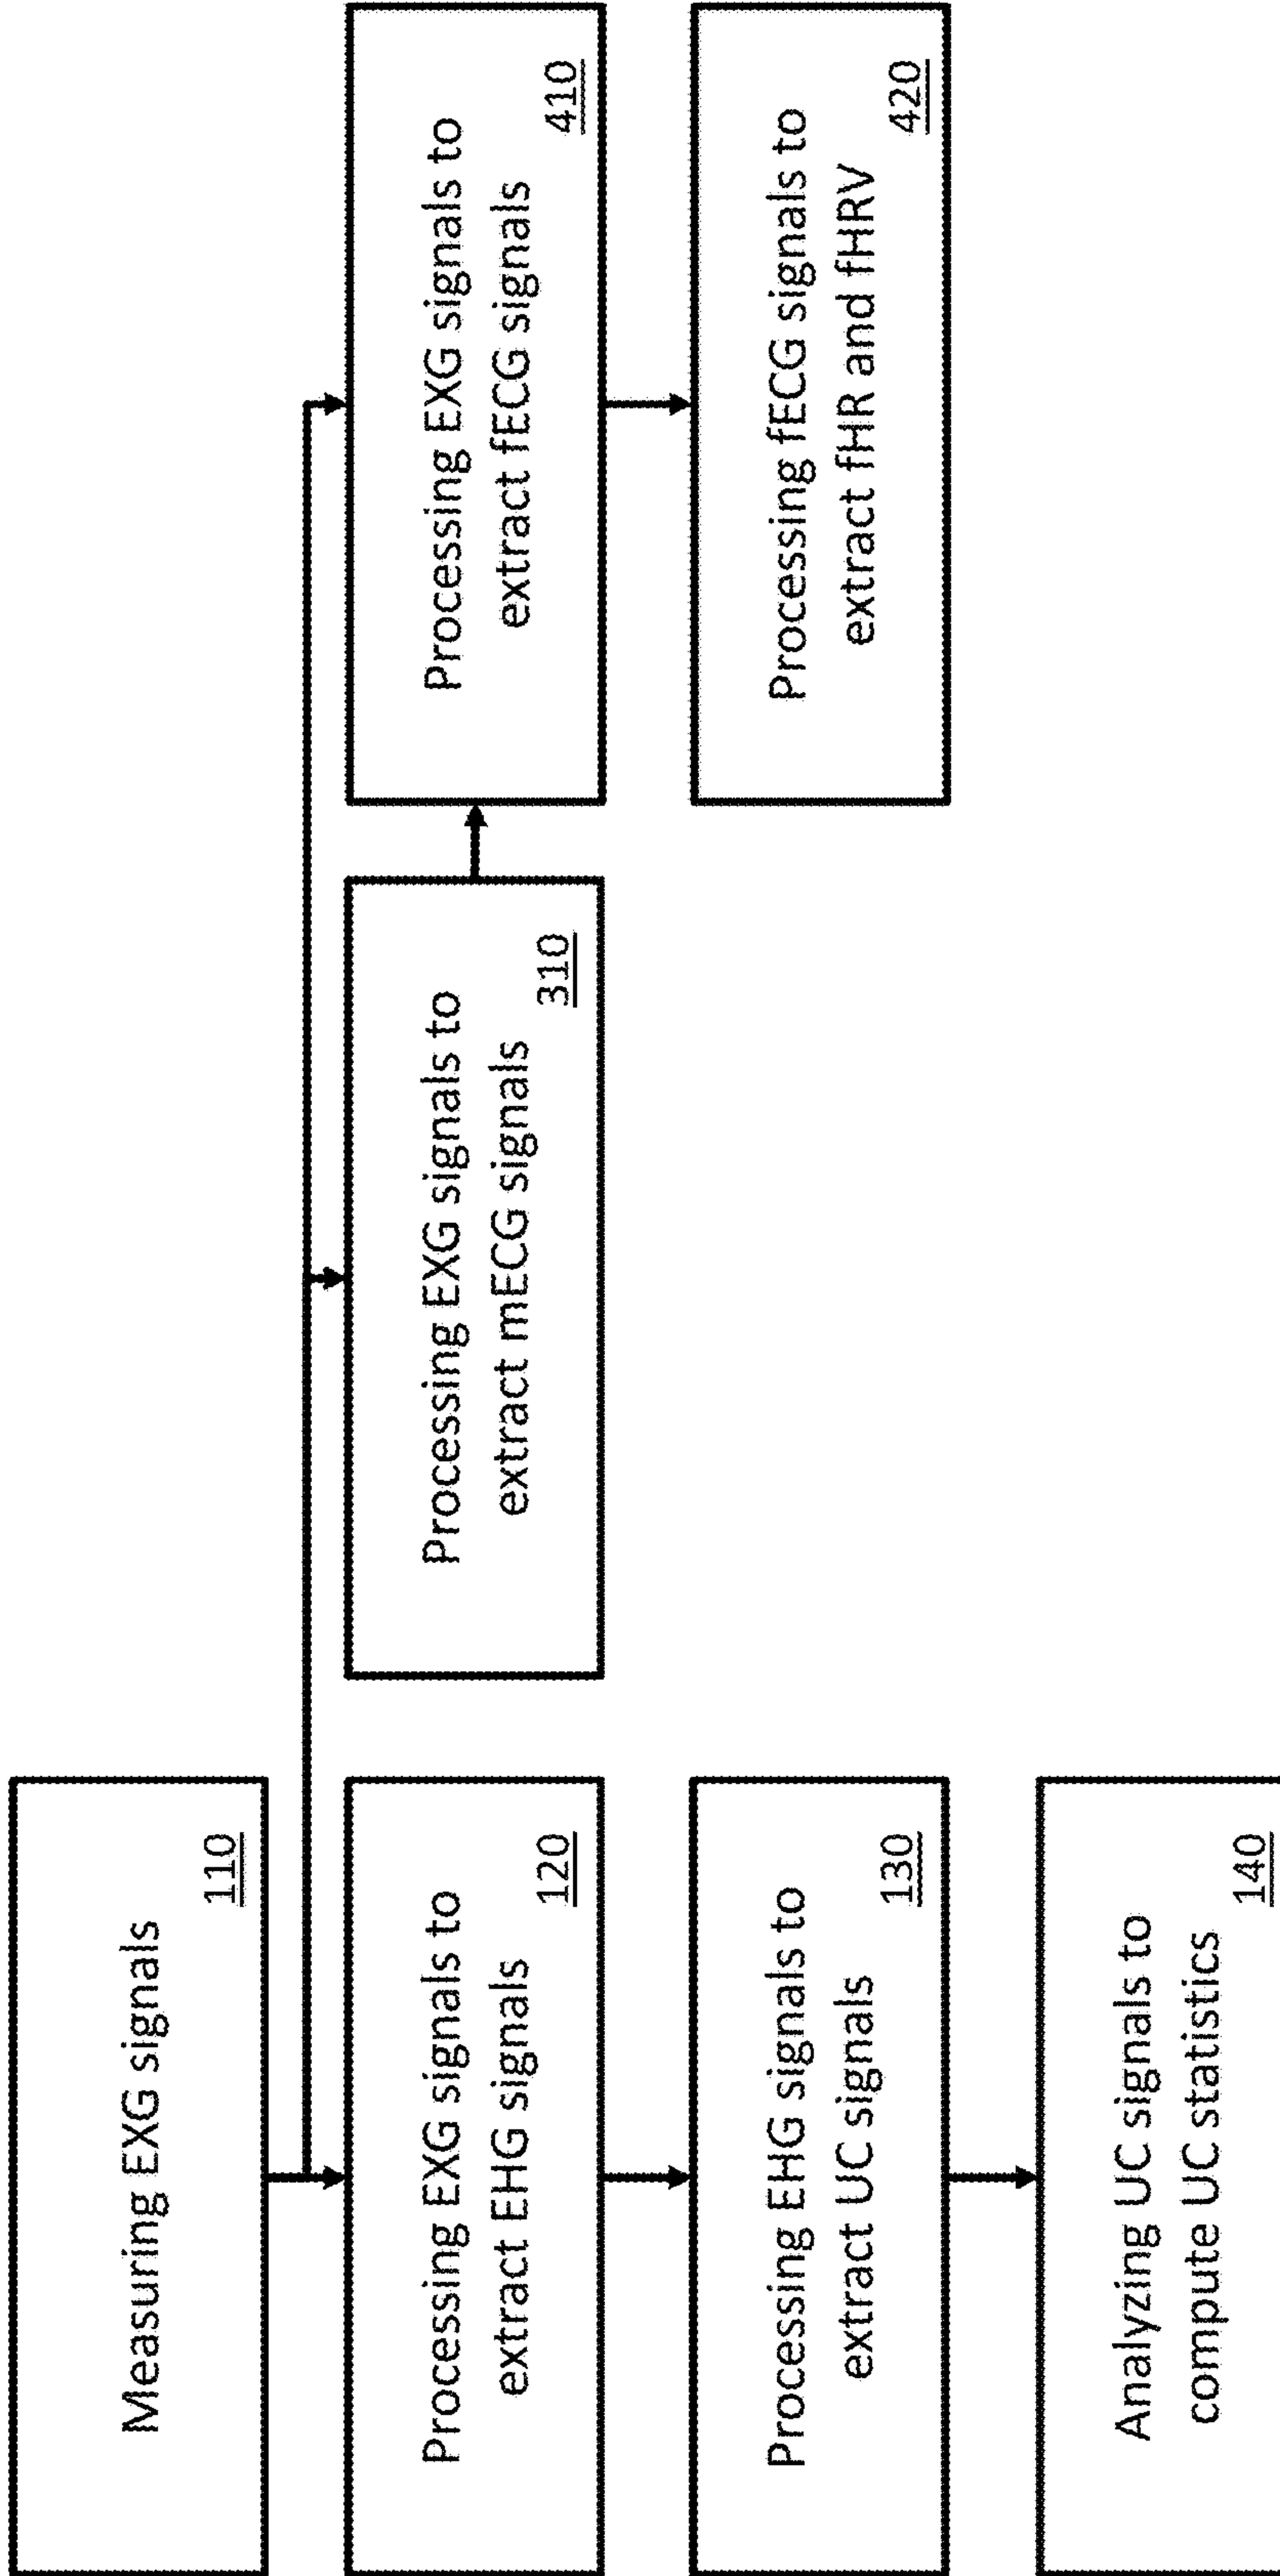 Measuring EXG signals
110
Processing EXG signals to
extract EHG signals
120
Processing EXG signals to
extract mECG signals
310
Processing EXG signals to
extract fECG signals
410
Processing EHG signals to
extract UC signals
130
Processing fECG signals to
extract fHR and fHRV
420
Analyzing UC signals to
compute UC statistics
140